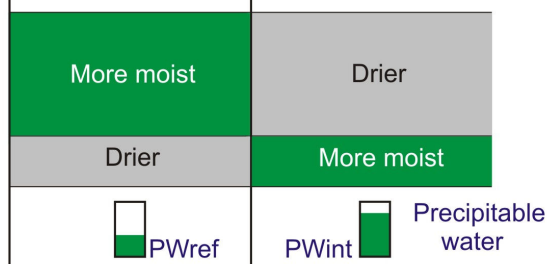 More moist
Drier
Drier
More moist
PWref
PWint
Precipitable
water